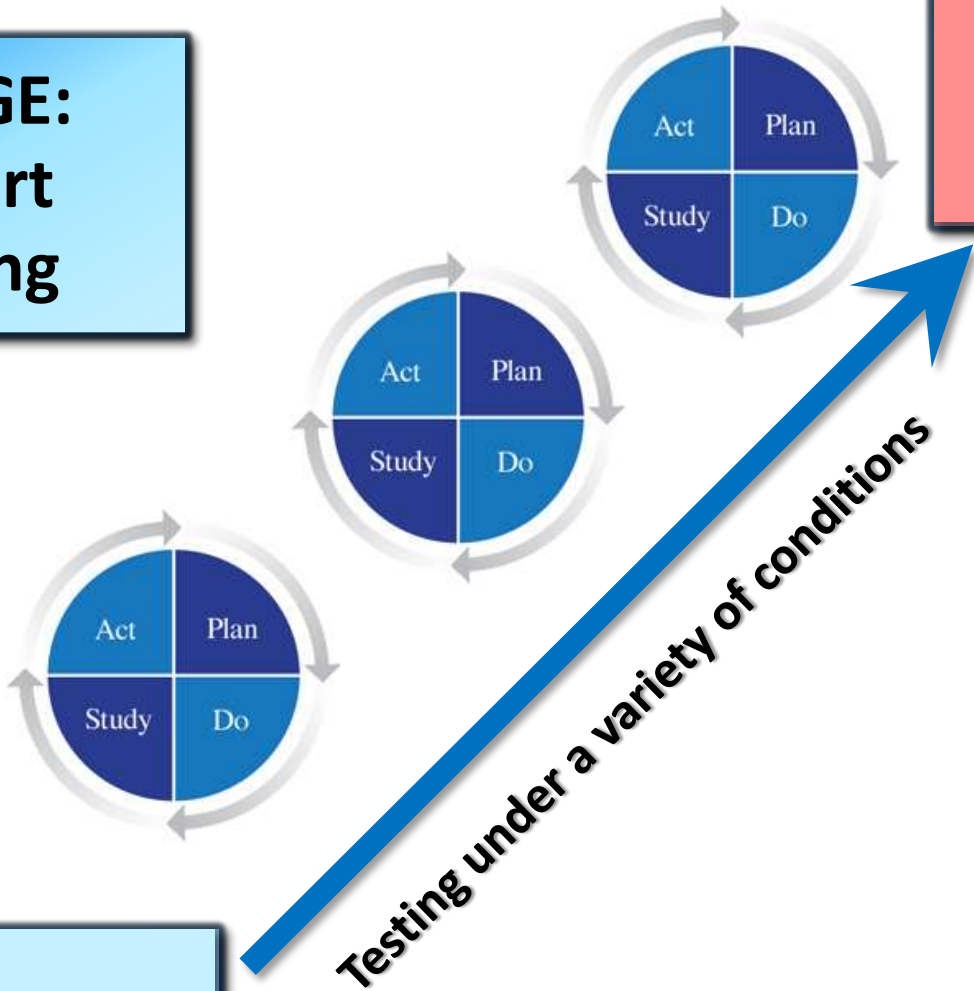 GE:
rt
ng
Act Plan
Study Do
Act Plan
Study Do
Act Plan
Study Do
Testing under a variety of conditions